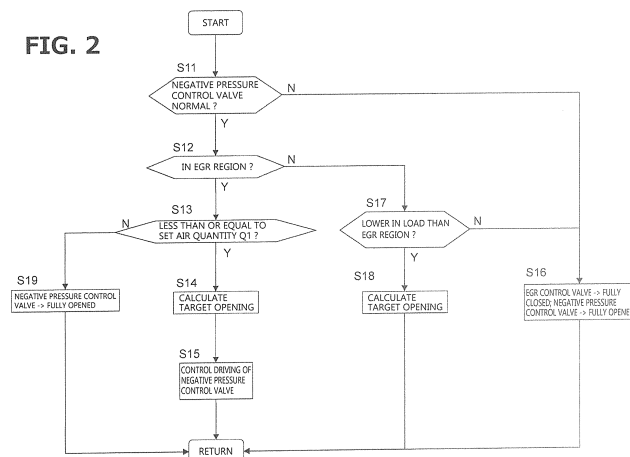 START
FIG. 2
S11
NEGATIVE PRESSURE
CONTROL VALVE
NORMAL ?
N
Y
S12
IN EGR REGION ?
N
Y
S13
LESS THAN OR EQUAL TO
SET AIR QUANTITY Q1 ?
N
Y
S17
LOWER IN LOAD THAN
EGR REGION ?
N
Y
S19
NEGATIVE PRESSURE CONTROL
VALVE -> FULLY OPENED
S14
CALCULATE
TARGET OPENING
S18
CALCULATE
TARGET OPENING
S16
EGR CONTROL VALVE -> FULLY
CLOSED; NEGATIVE PRESSURE
CONTROL VALVE -> FULLY OPENE
S15
CONTROL DRIVING OF
NEGATIVE PRESSURE
CONTROL VALVE
RETURN